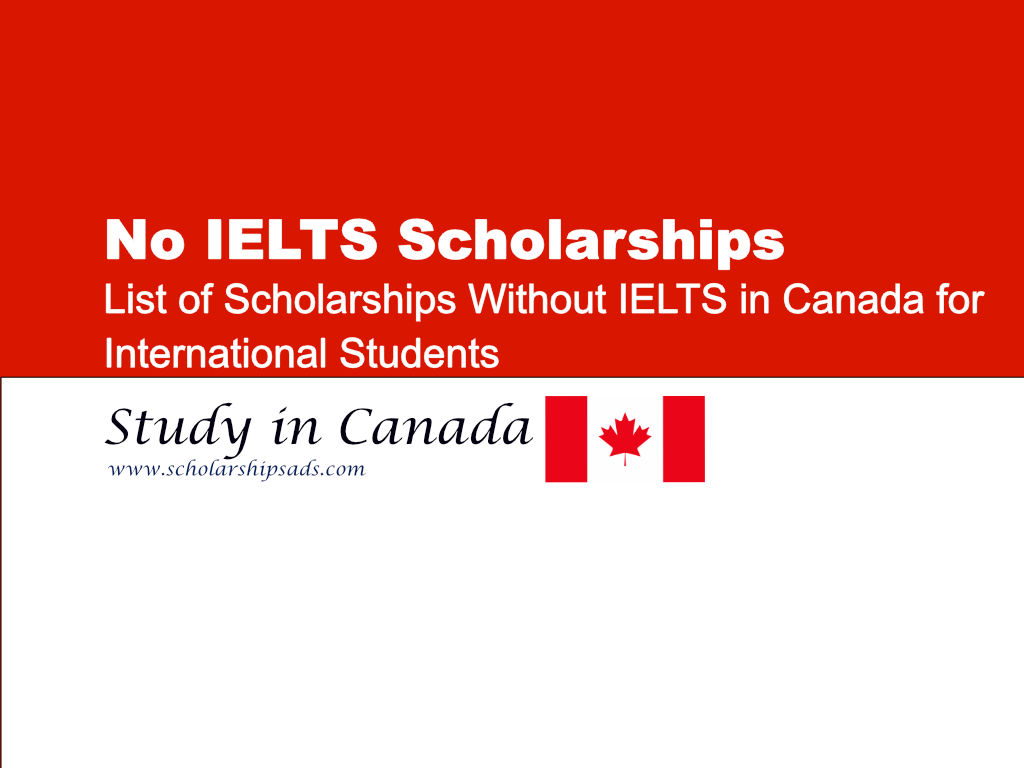 No IELTS Scholarships
List of Scholarships Without IELTS in Canada for
International Students
Study in Canada
www.scholarshipsads.com